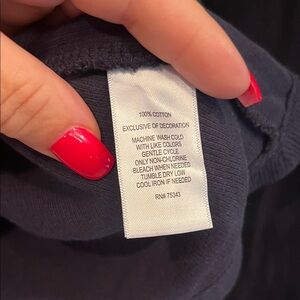 100% COTTON
EXCLUSIVE OF DECORATION
MACHINE WASH COLD
WITH LIKE COLORS
GENTLE CYCLE
ONLY NON-CHLORINE
BLEACH WHEN NEEDED
TUMBLE DRY LOW
COOL IRON IF NEEDED
RN# 75343